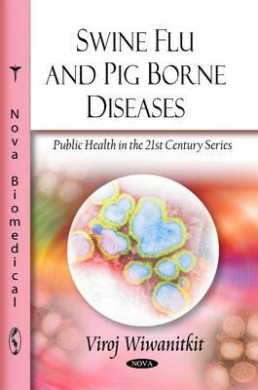 SWINE FLU
AND PIG BORNE
DISEASES
Public Health in the 21st Century Series
Nova Biomedical
Viroj Wiwanitkit
NOVA